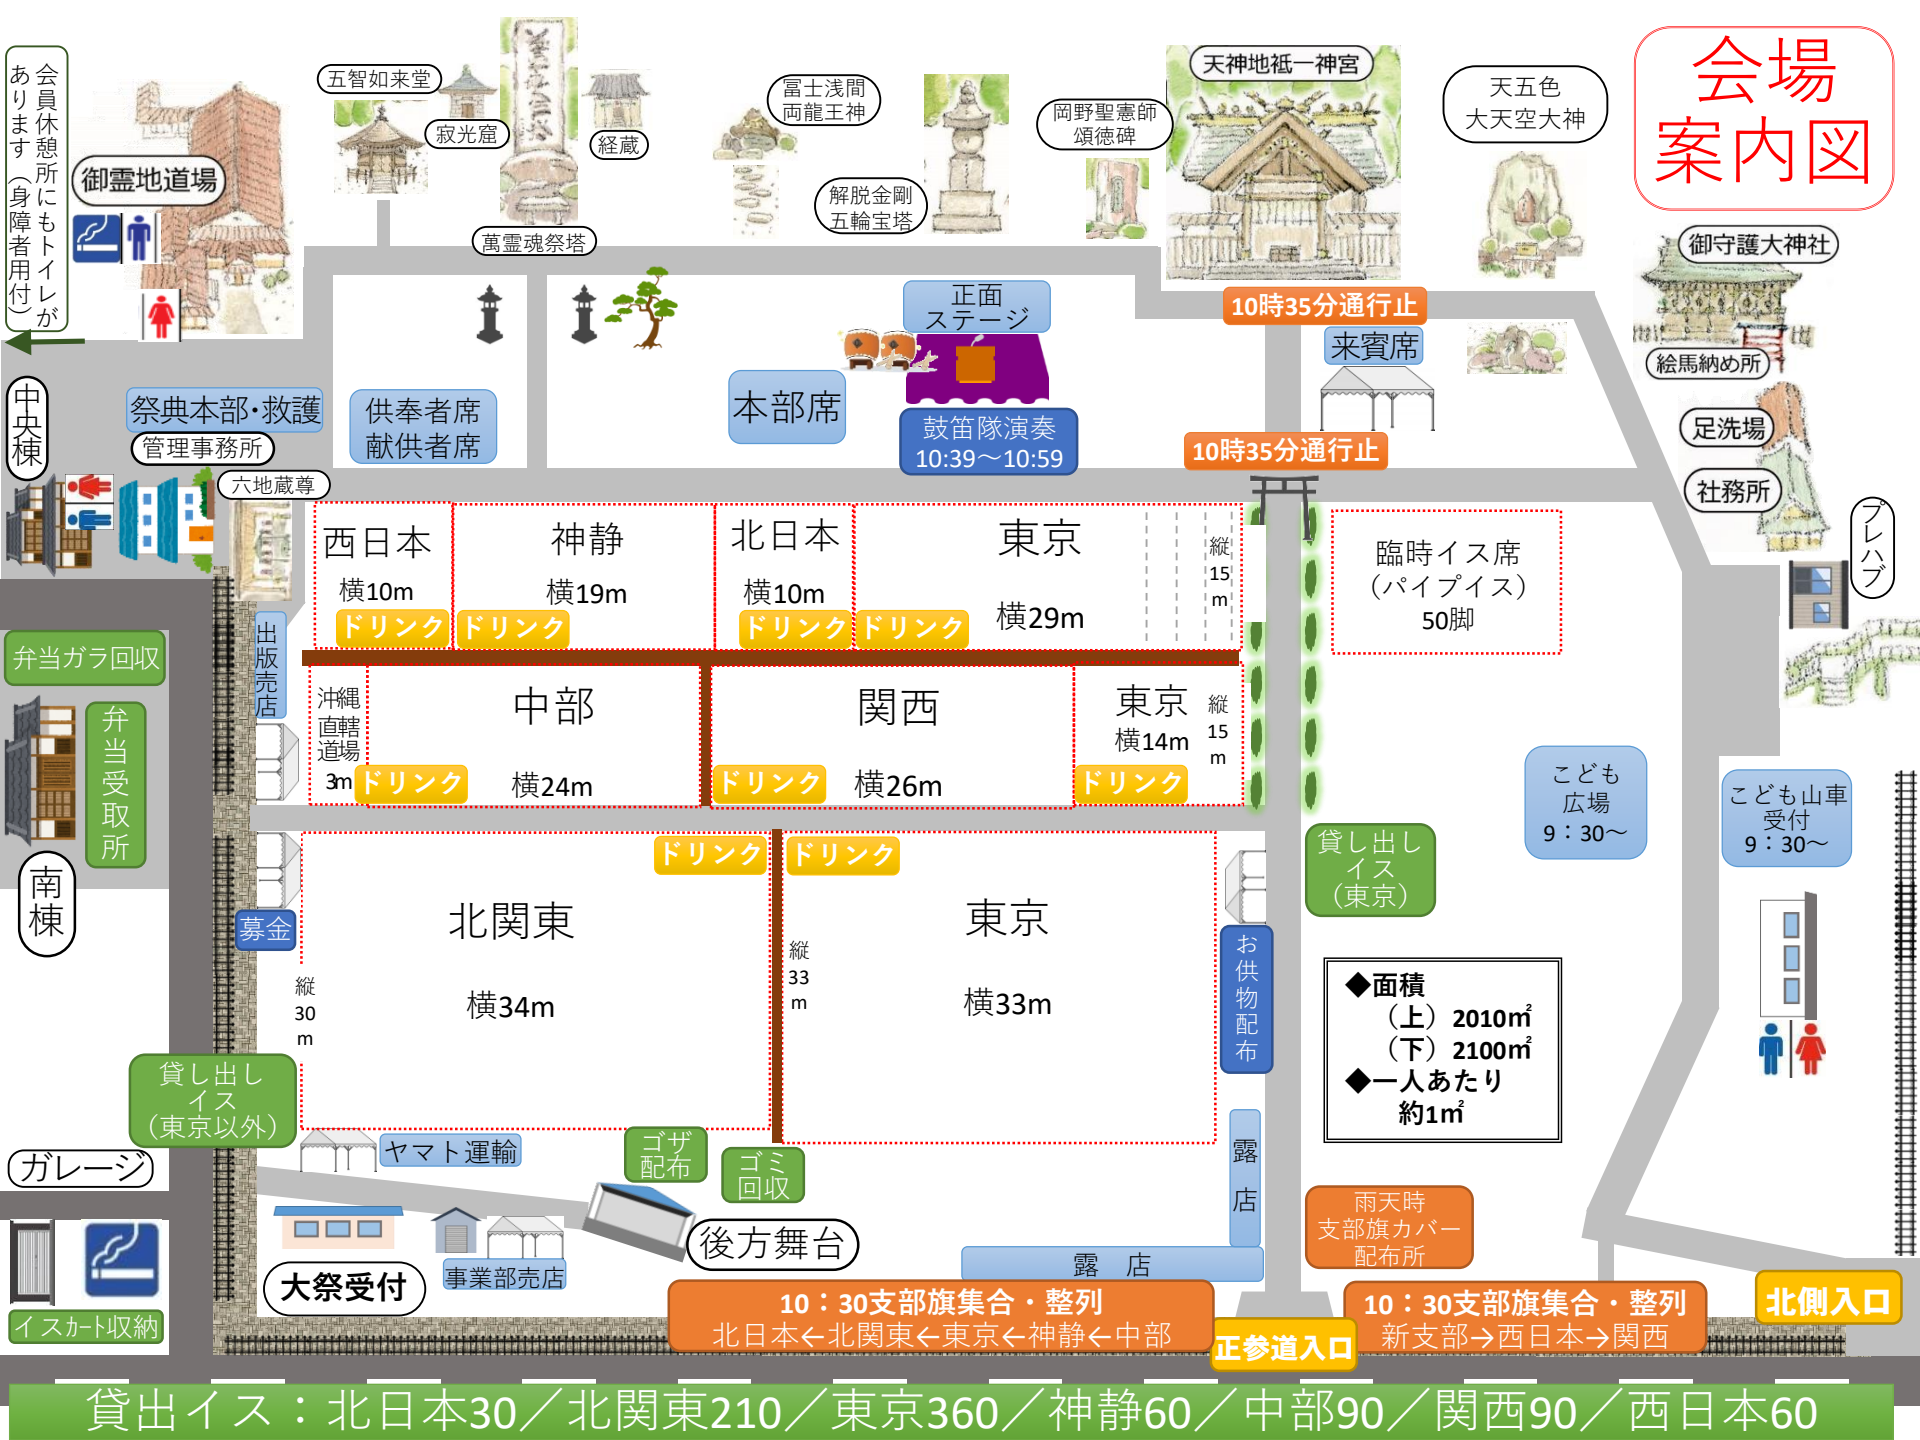 会場
案内図
会員休憩所にもトイレが
あります（身障者用付）
御霊地道場
五智如来堂
寂光窟
萬霊魂祭塔
経蔵
冨士浅間
両龍王神
解脱金剛
五輪宝塔
岡野聖憲師
頌徳碑
天神地祗一神宮
天五色
大天空大神
御守護大神社
絵馬納め所
足洗場
社務所
プレハブ
10時35分通行止
来賓席
10時35分通行止
正面
ステージ
鼓笛隊演奏
10:39～10:59
本部席
供奉者席
献供者席
祭典本部・救護
管理事務所
六地蔵尊
中央棟
西日本
横10m
ドリンク
神静
横19m
ドリンク
北日本
横10m
ドリンク
東京
横29m
ドリンク
縦
15
m
臨時イス席
（パイプイス）
50脚
出版売店
弁当ガラ回収
弁当受取所
南棟
沖縄
直轄
道場
3m
ドリンク
中部
横24m
関西
横26m
ドリンク
東京
横14m
ドリンク
縦
15
m
こども
広場
9：30～
こども山車
受付
9：30～
貸し出し
イス
（東京）
募金
北関東
横34m
ドリンク
縦
30
m
東京
横33m
ドリンク
縦
33
m
お供物配布
◆面積
（上）2010㎡
（下）2100㎡
◆一人あたり
約1㎡
貸し出し
イス
（東京以外）
ガレージ
ヤマト運輸
ゴザ
配布
ゴミ
回収
露店
露　店
雨天時
支部旗カバー
配布所
後方舞台
大祭受付
事業部売店
イスカート収納
10：30支部旗集合・整列
北日本←北関東←東京←神静←中部
正参道入口
10：30支部旗集合・整列
新支部→西日本→関西
北側入口
貸出イス：北日本30／北関東210／東京360／神静60／中部90／関西90／西日本60